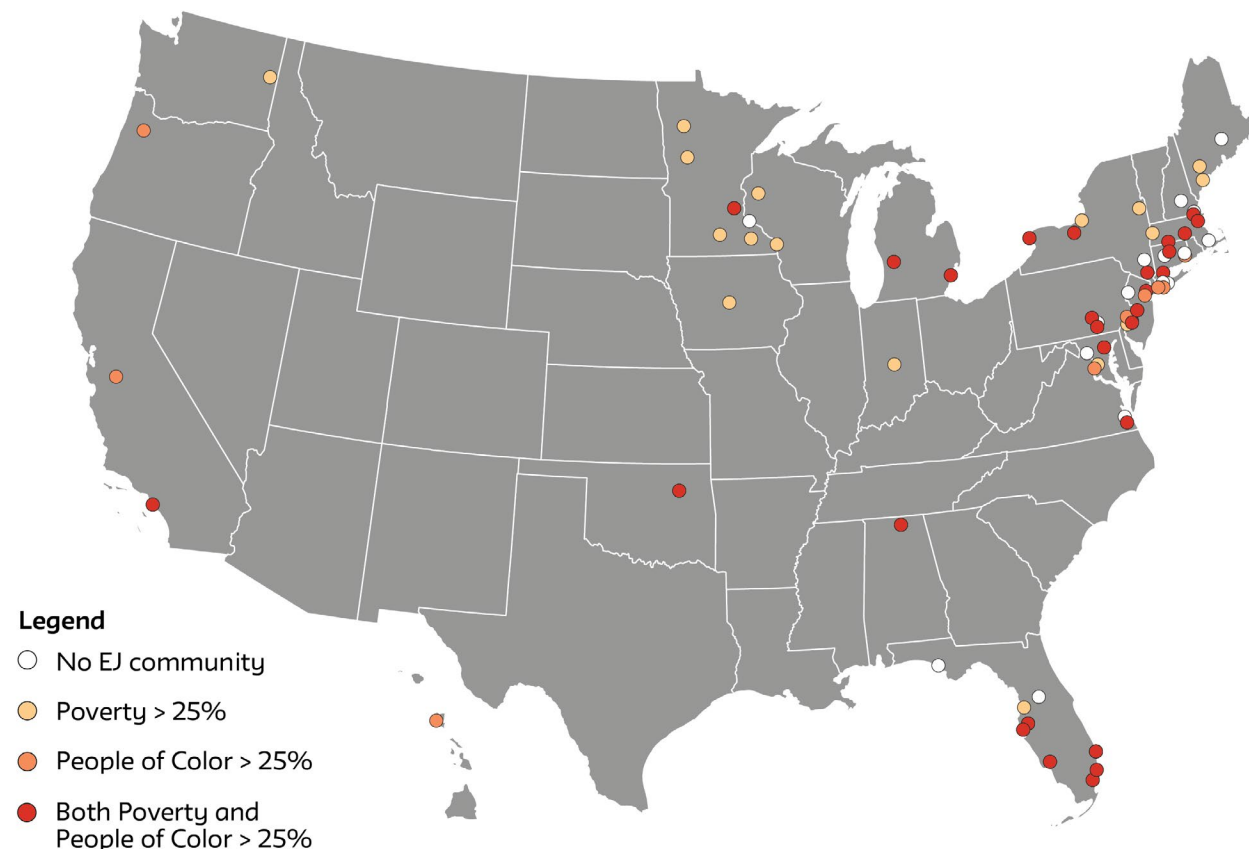 Legend
No EJ community
Poverty > 25%
People of Color > 25%
Both Poverty and
People of Color > 25%